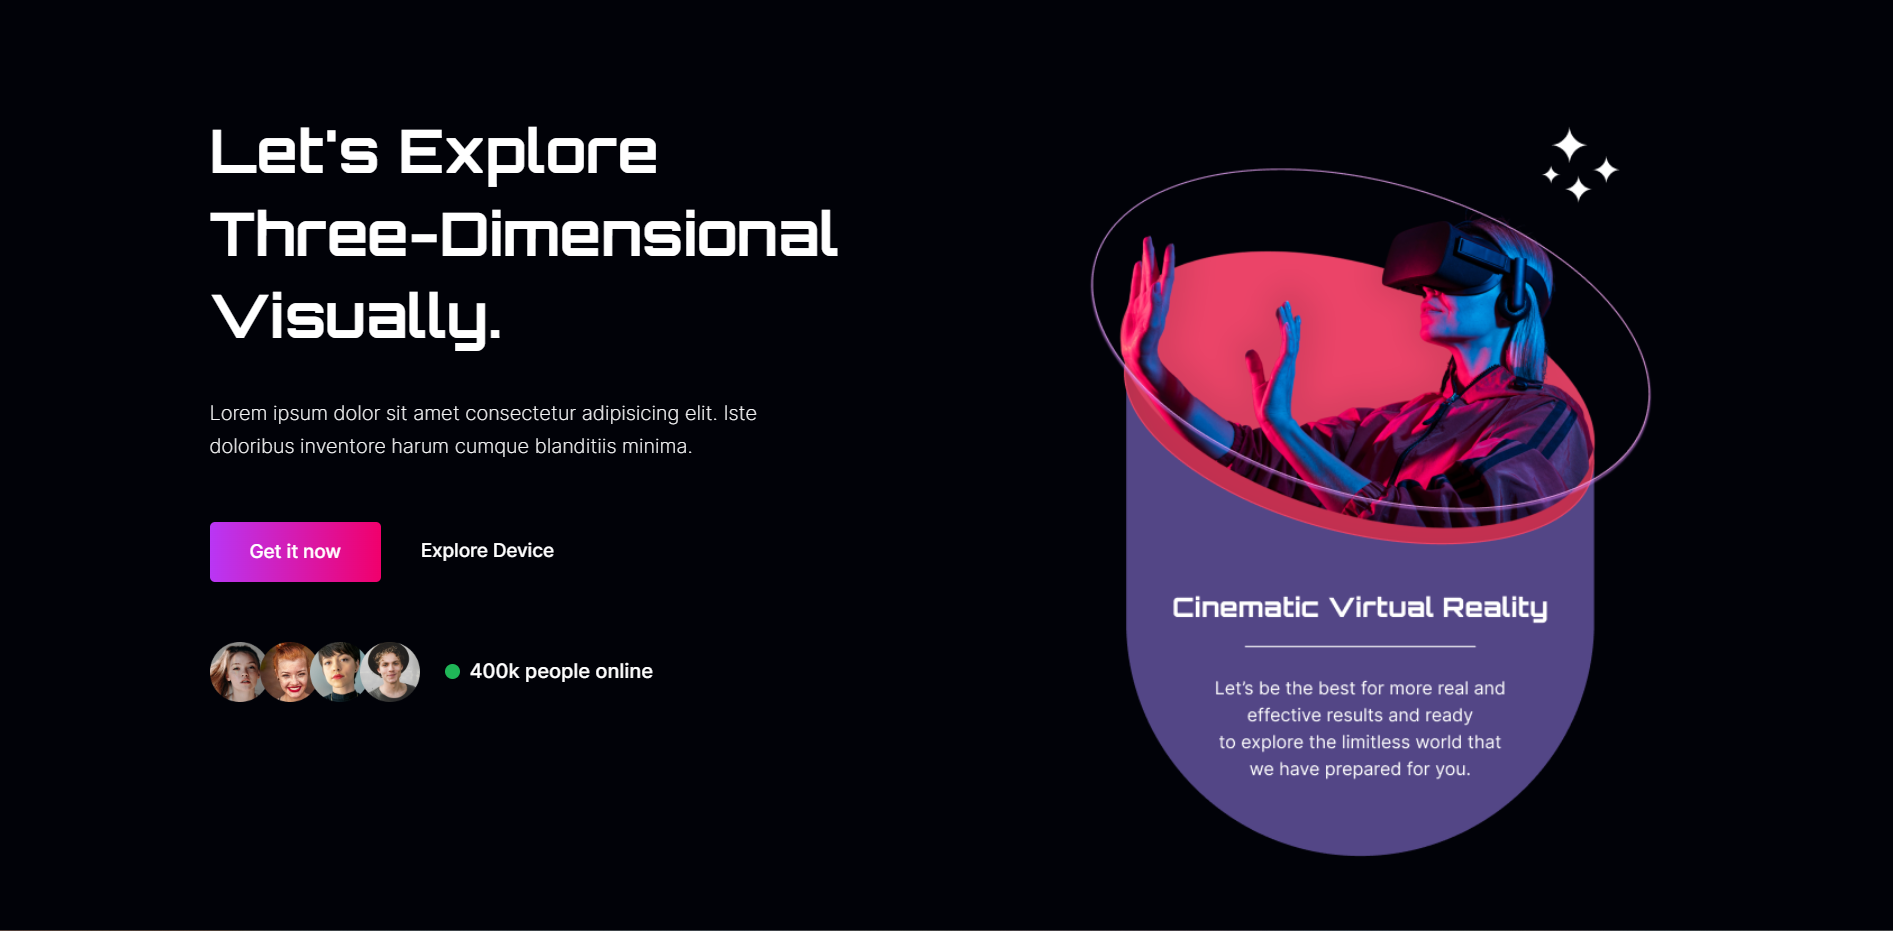 Let's Explore
Three-Dimensional
Visually.
Lorem ipsum dolor sit amet consectetur adipisicing elit. Iste
doloribus inventore harum cumque blanditiis minima.
Get it now
Explore Device
400k people online
Cinematic Virtual Reality
Let’s be the best for more real and
effective results and ready
to explore the limitless world that
we have prepared for you.